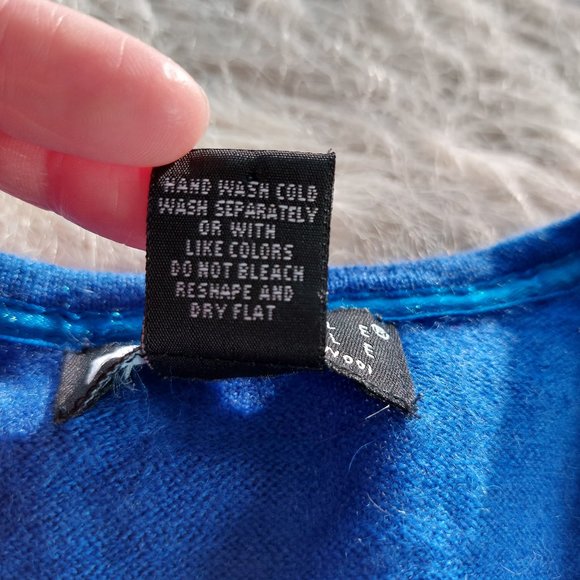 HAND WASH COLD
WASH SEPARATELY
OR WITH
LIKE COLORS
DO NOT BLEACH
RESHAPE AND
DRY FLAT